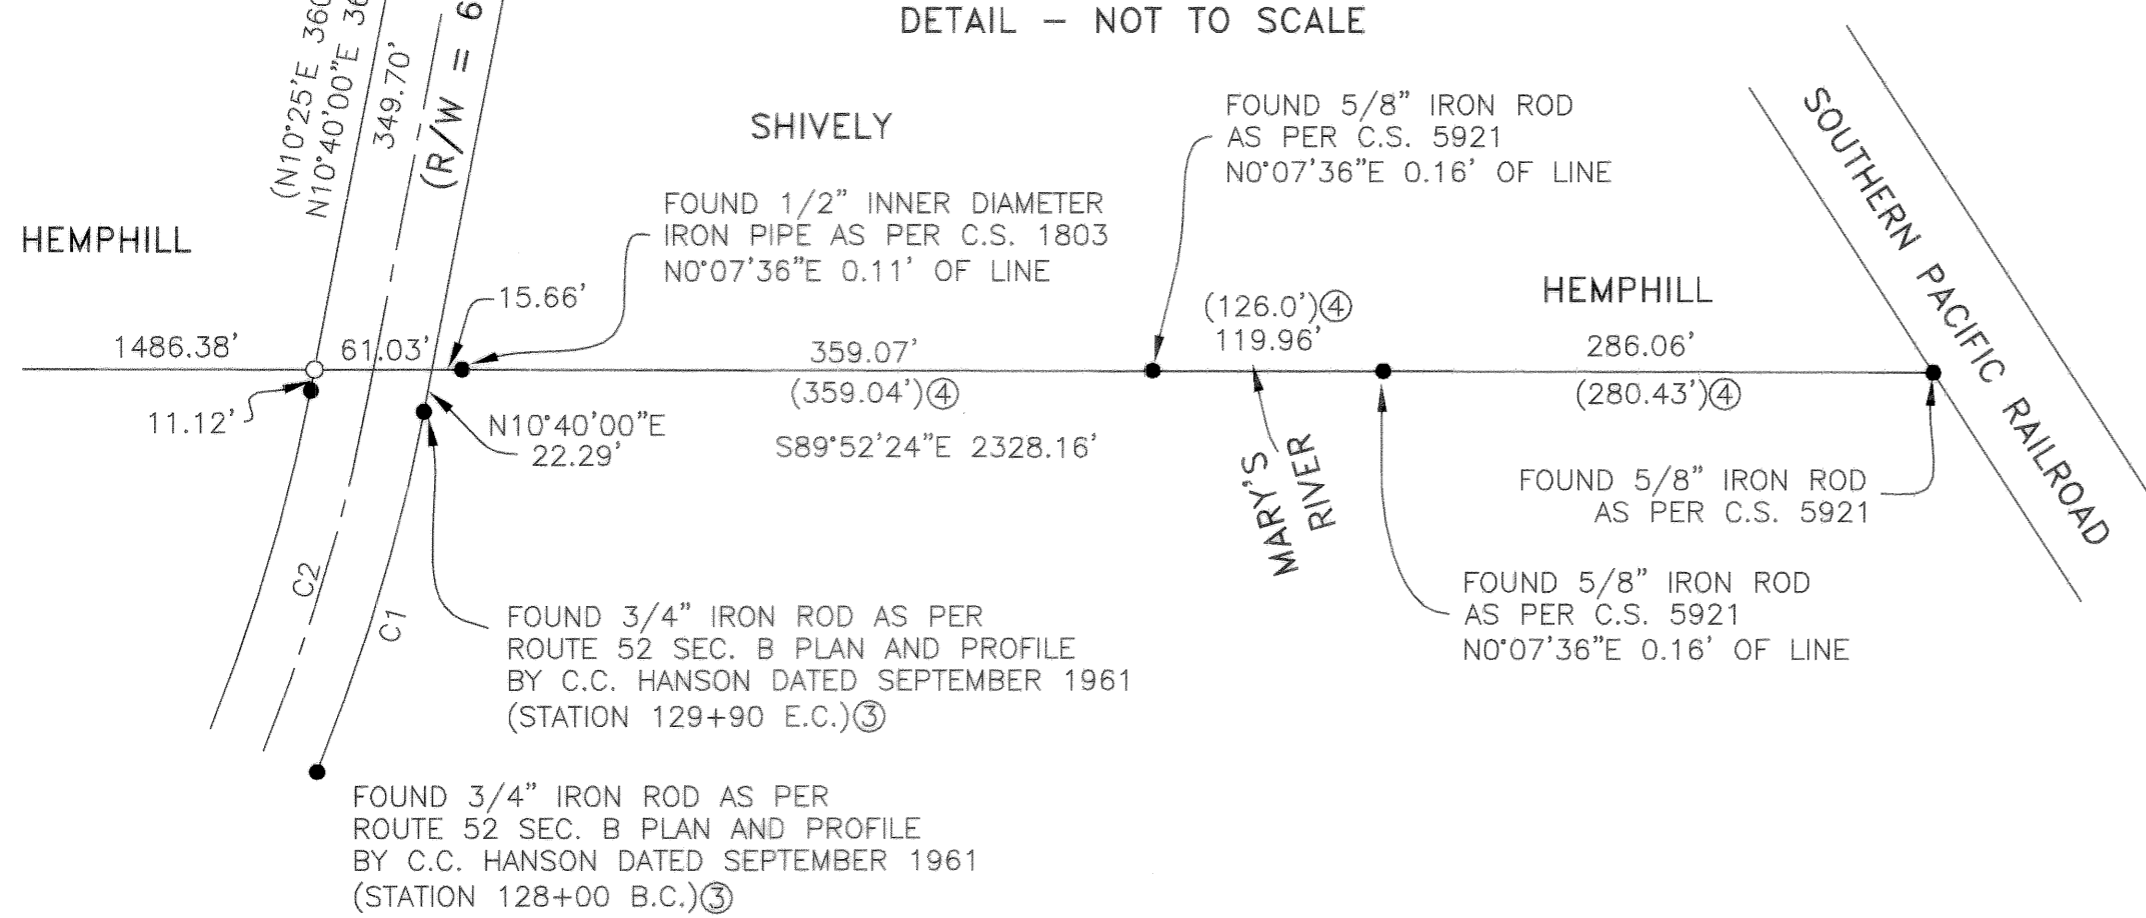 DETAIL – NOT TO SCALE
(N10°25'E 360
N10°40'00"E 36
349.70'
(R/W = 6
SHIVELY
FOUND 5/8" IRON ROD
AS PER C.S. 5921
N0°07'36"E 0.16' OF LINE
SOUTHERN PACIFIC RAILROAD
FOUND 1/2" INNER DIAMETER
IRON PIPE AS PER C.S. 1803
N0°07'36"E 0.11' OF LINE
HEMPHILL
HEMPHILL
15.66'
(126.0')④
119.96'
1486.38'
61.03'
359.07'
286.06'
(359.04')④
(280.43')④
11.12'
N10°40'00"E
22.29'
S89°52'24"E 2328.16'
MARY'S
RIVER
FOUND 5/8" IRON ROD
AS PER C.S. 5921
C2
C1
FOUND 5/8" IRON ROD
AS PER C.S. 5921
N0°07'36"E 0.16' OF LINE
FOUND 3/4" IRON ROD AS PER
ROUTE 52 SEC. B PLAN AND PROFILE
BY C.C. HANSON DATED SEPTEMBER 1961
(STATION 129+90 E.C.)③
FOUND 3/4" IRON ROD AS PER
ROUTE 52 SEC. B PLAN AND PROFILE
BY C.C. HANSON DATED SEPTEMBER 1961
(STATION 128+00 B.C.)③